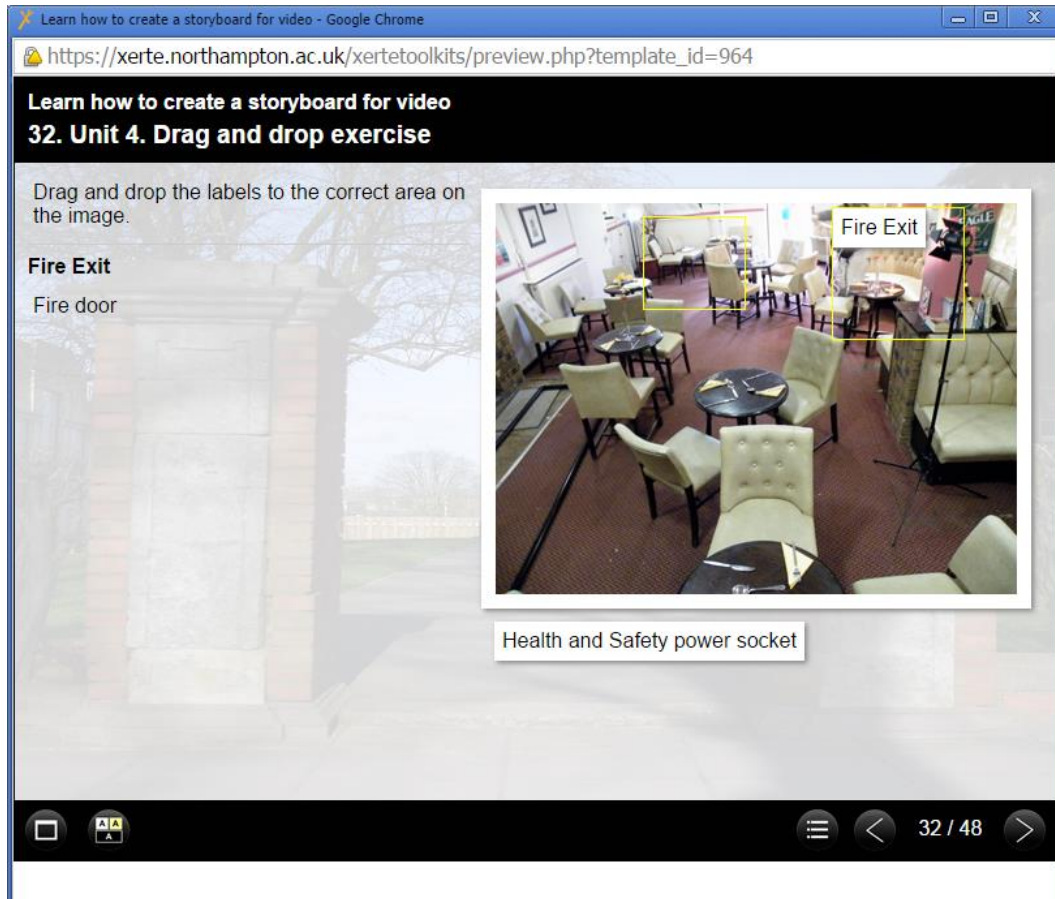 Learn how to create a storyboard for video - Google Chrome
https://xerte.northampton.ac.uk/xertetoolkits/preview.php?template_id=964
Learn how to create a storyboard for video
32. Unit 4. Drag and drop exercise
Drag and drop the labels to the correct area on
the image.
Fire Exit
Fire door
Fire Exit
EAGLE
Health and Safety power socket
A A
A
32 / 48